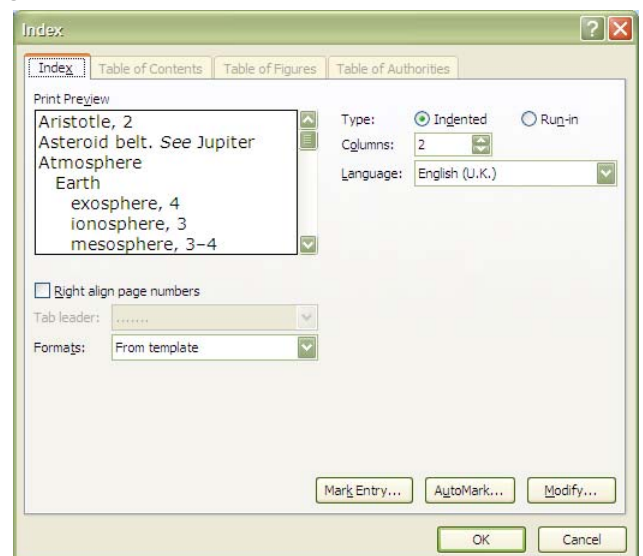 Index
Index Table of Contents Table of Figures Table of Authorities
Print Preview
Aristotle, 2
Asteroid belt. See Jupiter
Atmosphere
Earth
exosphere, 4
ionosphere, 3
mesosphere, 3–4
Type: Indented Run-in
Columns: 2
Language: English (U.K.)
Right align page numbers
Tab leader: .......
Formats: From template
Mark Entry... AutoMark... Modify...
OK Cancel